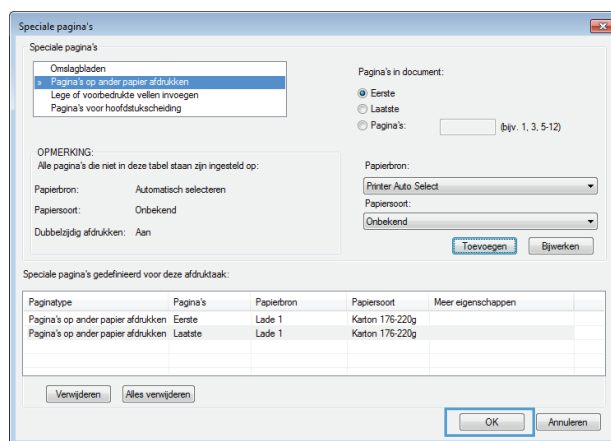 Speciale pagina's
Speciale pagina's
Omslagbladen
» Pagina's op ander papier afdrukken
Lege of voorbedrukte vellen invoegen
Pagina's voor hoofdstukscheiding
Pagina's in document:
Eerste
Laatste
Pagina's: (bijv. 1, 3, 5-12)
OPMERKING:
Alle pagina's die niet in deze tabel staan zijn ingesteld op:
Papierbron: Automatisch selecteren
Papiersoort: Onbekend
Dubbelzijdig afdrukken: Aan
Papierbron:
Printer Auto Select
Papiersoort:
Onbekend
Toevoegen Bijwerken
Speciale pagina's gedefinieerd voor deze afdruktaak:
Paginatype Pagina's Papierbron Papiersoort Meer eigenschappen
Pagina's op ander papier afdrukken Eerste Lade 1 Karton 176-220g
Pagina's op ander papier afdrukken Laatste Lade 1 Karton 176-220g
Verwijderen Alles verwijderen
OK Annuleren